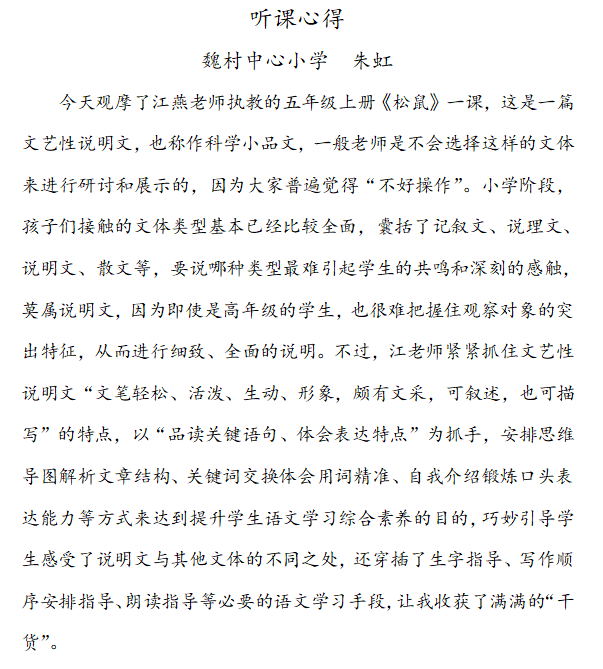 听课心得
魏村中心小学 朱虹
今天观摩了江燕老师执教的五年级上册《松鼠》一课，这是一篇
文艺性说明文，也称作科学小品文，一般老师是不会选择这样的文体
来进行研讨和展示的，因为大家普遍觉得“不好操作”。小学阶段，
孩子们接触的文体类型基本已经比较全面，囊括了记叙文、说理文、
说明文、散文等，要说哪种类型最难引起学生的共鸣和深刻的感触，
莫属说明文，因为即使是高年级的学生，也很难把握住观察对象的突
出特征，从而进行细致、全面的说明。不过，江老师紧紧抓住文艺性
说明文“文笔轻松、活泼、生动、形象，颇有文采，可叙述，也可描
写”的特点，以“品读关键语句、体会表达特点”为抓手，安排思维
导图解析文章结构、关键词交换体会用词精准、自我介绍锻炼口头表
达能力等方式来达到提升学生语文学习综合素养的目的，巧妙引导学
生感受了说明文与其他文体的不同之处，还穿插了生字指导、写作顺
序安排指导、朗读指导等必要的语文学习手段，让我收获了满满的“干
货”。